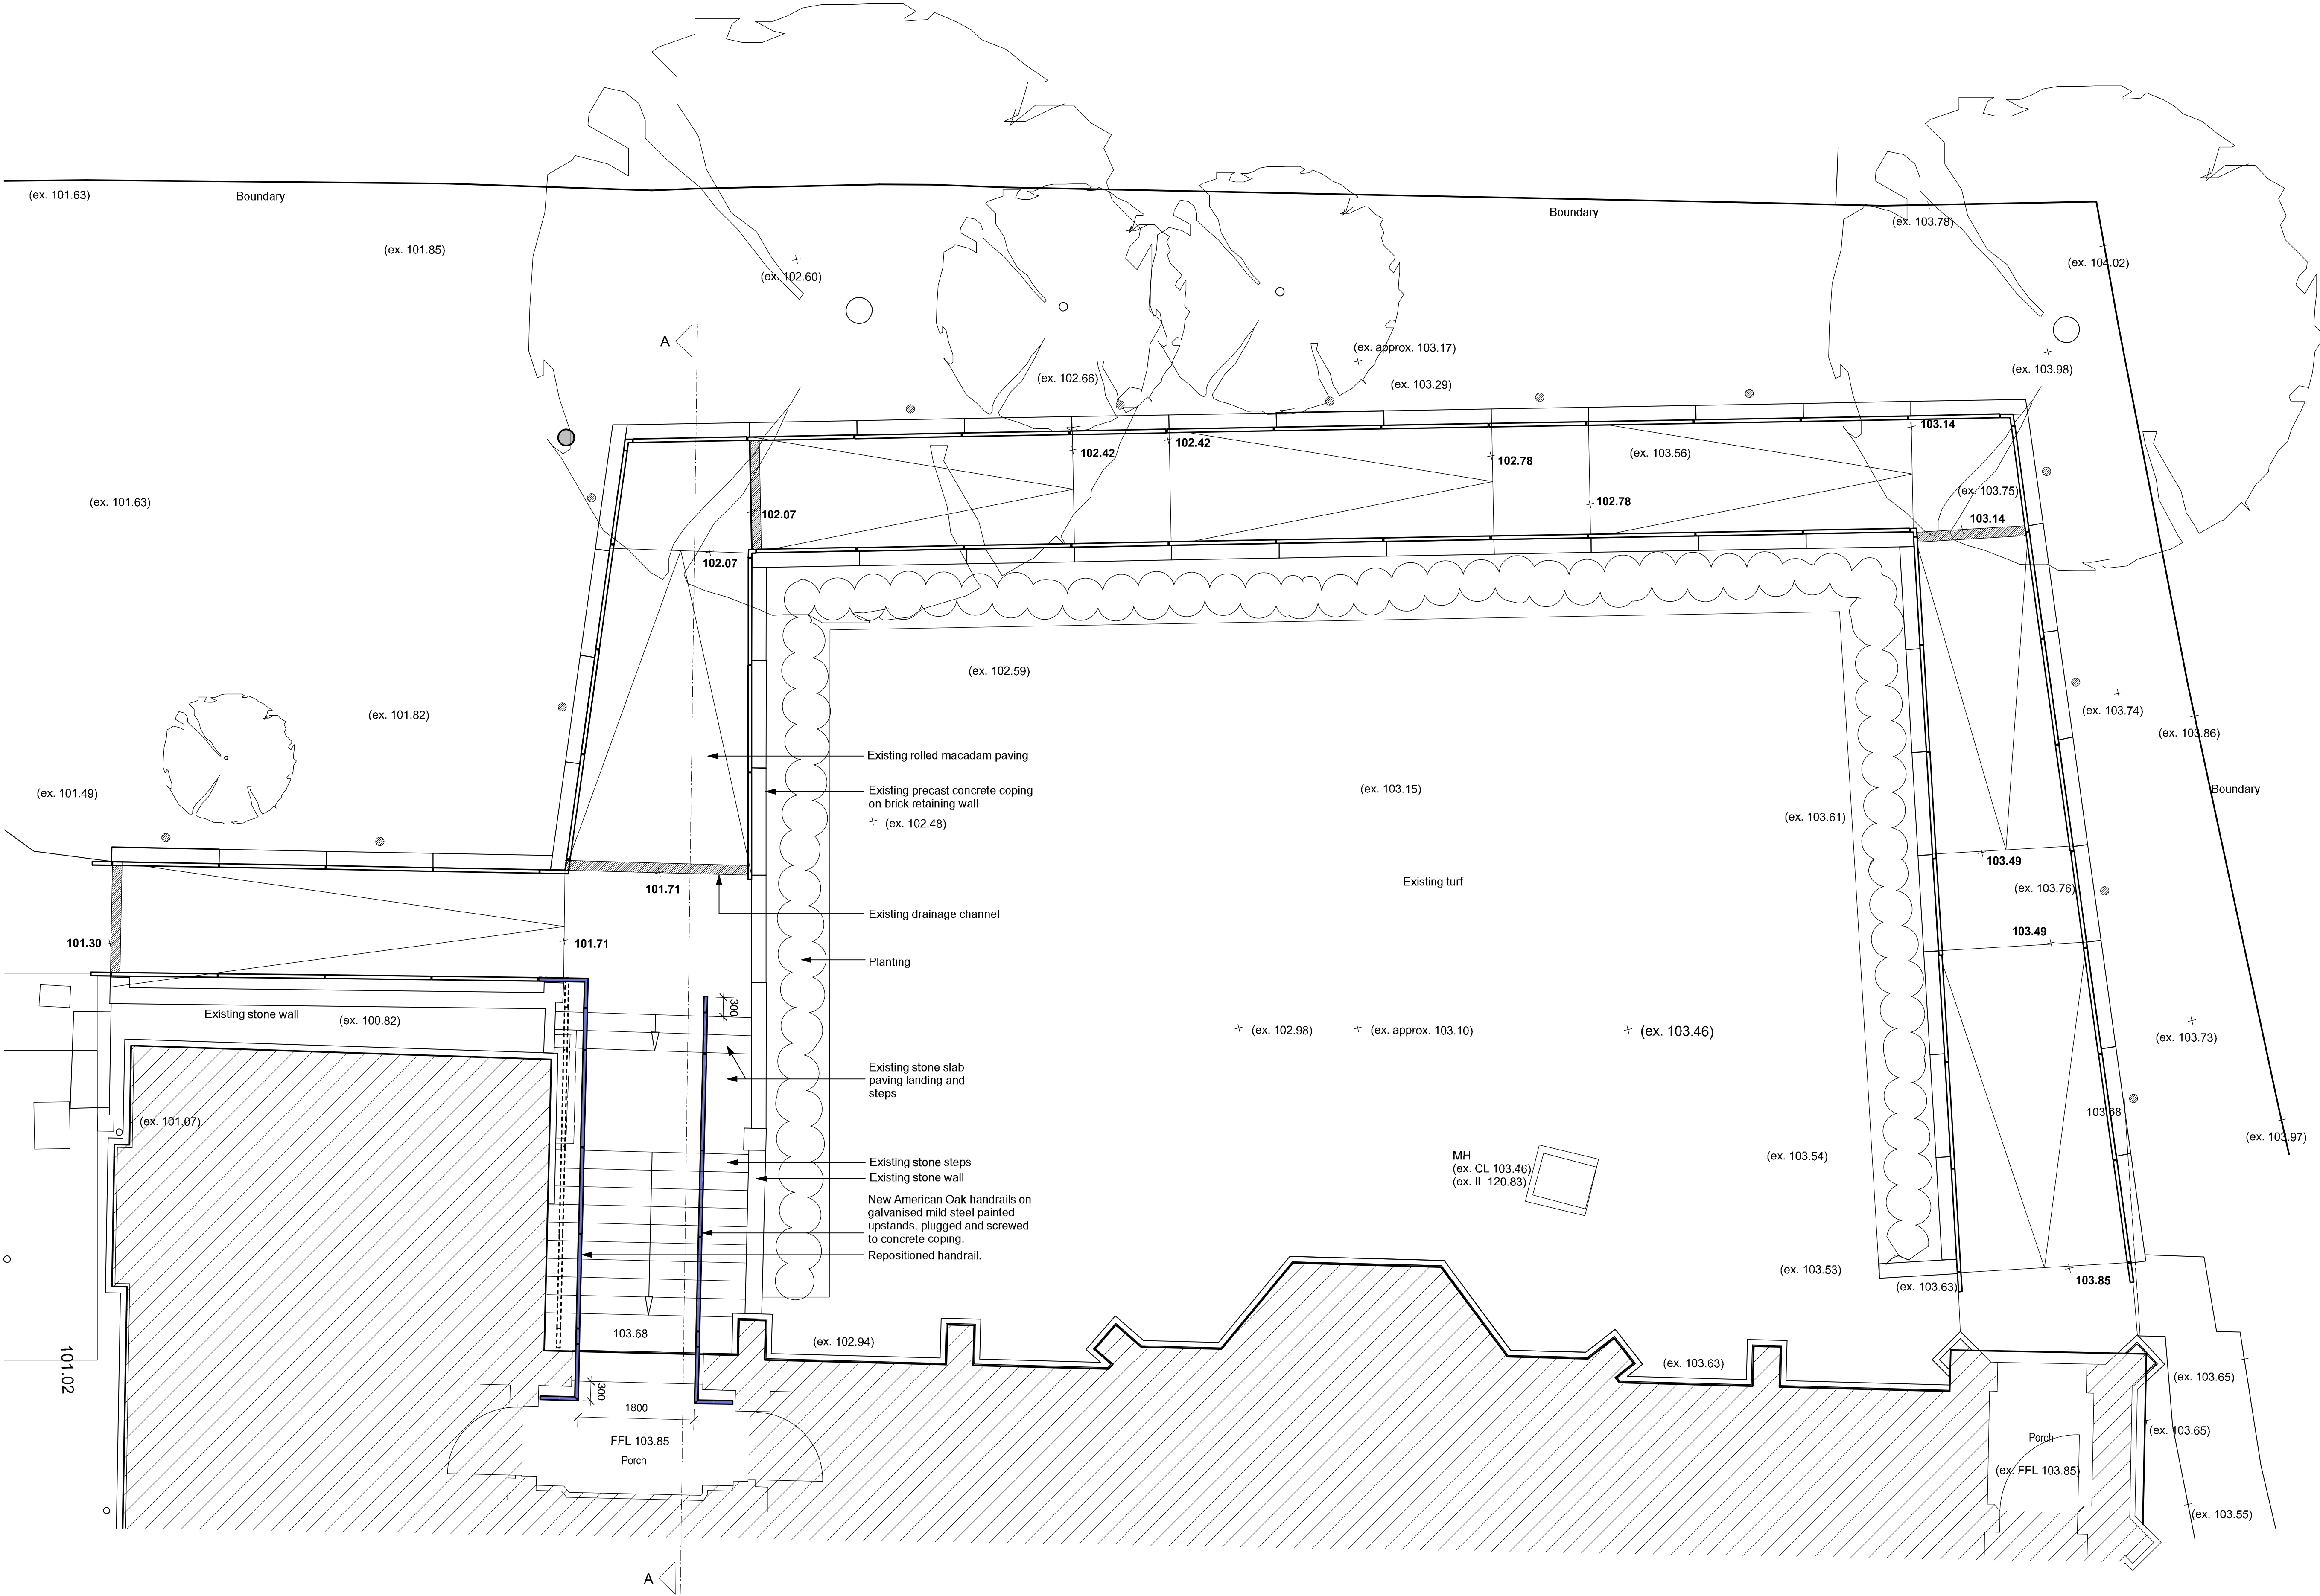 (ex. 101.63)
Boundary
Boundary
(ex. 103.78)
(ex. 101.85)
(ex. 102.60)
(ex. 104.02)
A
(ex. approx. 103.17)
(ex. 102.66)
(ex. 103.29)
(ex. 103.98)
103.14
102.42
102.42
102.78
(ex. 103.56)
(ex. 101.63)
102.07
102.78
(ex. 103.75)
103.14
102.07
(ex. 102.59)
(ex. 101.82)
(ex. 103.74)
(ex. 103.86)
Existing rolled macadam paving
(ex. 101.49)
Existing precast concrete coping
on brick retaining wall
(ex. 102.48)
(ex. 103.15)
(ex. 103.61)
Boundary
103.49
101.71
Existing turf
(ex. 103.76)
Existing drainage channel
101.30
101.71
103.49
Planting
300
Existing stone wall
(ex. 100.82)
(ex. 102.98)
(ex. approx. 103.10)
(ex. 103.46)
(ex. 103.73)
Existing stone slab
paving landing and
steps
(ex. 101.07)
103.68
(ex. 103.97)
Existing stone steps
Existing stone wall
MH
(ex. CL 103.46)
(ex. IL 120.83)
(ex. 103.54)
New American Oak handrails on
galvanised mild steel painted
upstands, plugged and screwed
to concrete coping.
Repositioned handrail.
(ex. 103.53)
(ex. 103.63)
103.85
103.68
(ex. 102.94)
(ex. 103.63)
101.02
(ex. 103.65)
300
1800
FFL 103.85
Porch
Porch
(ex. FFL 103.85)
(ex. 103.65)
(ex. 103.55)
A